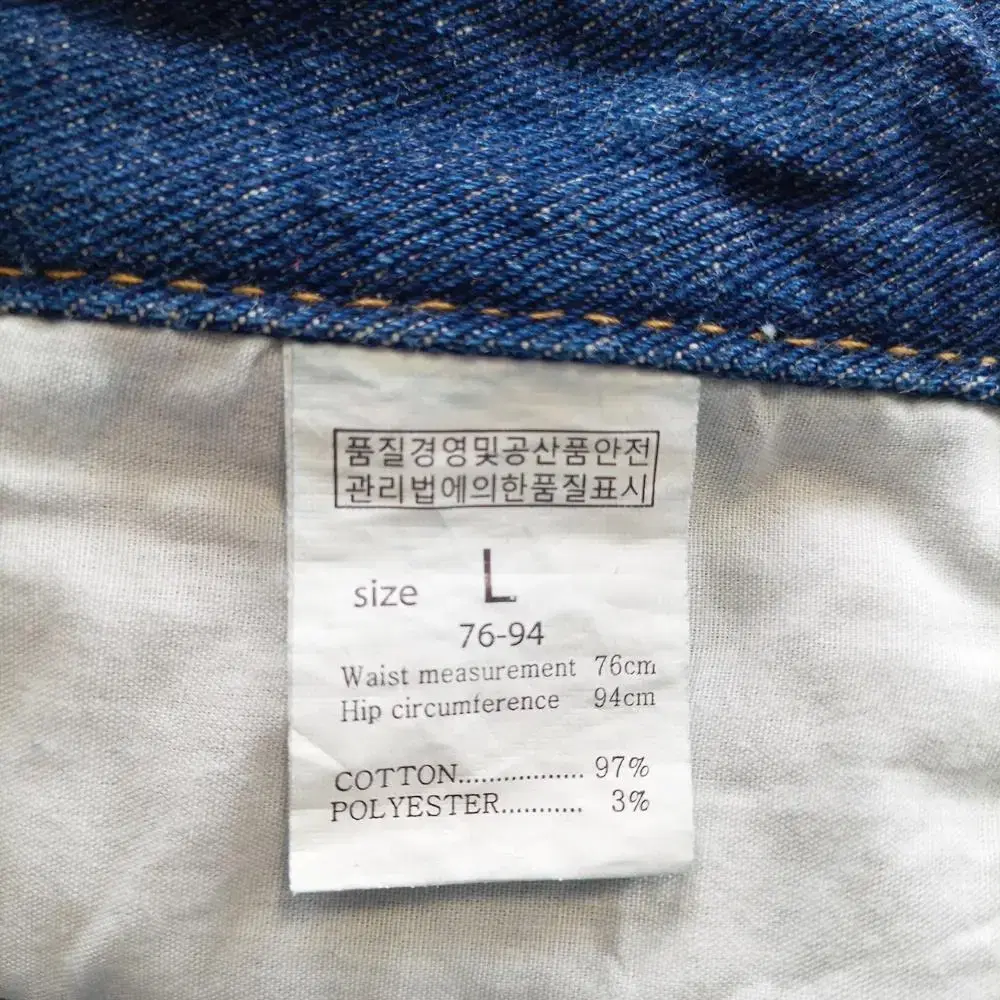 품질경영및공산품안전
관리법에의한품질표시
size L
76-94
Waist measurement 76cm
Hip circumference 94cm
COTTON................. 97%
POLYESTER........... 3%